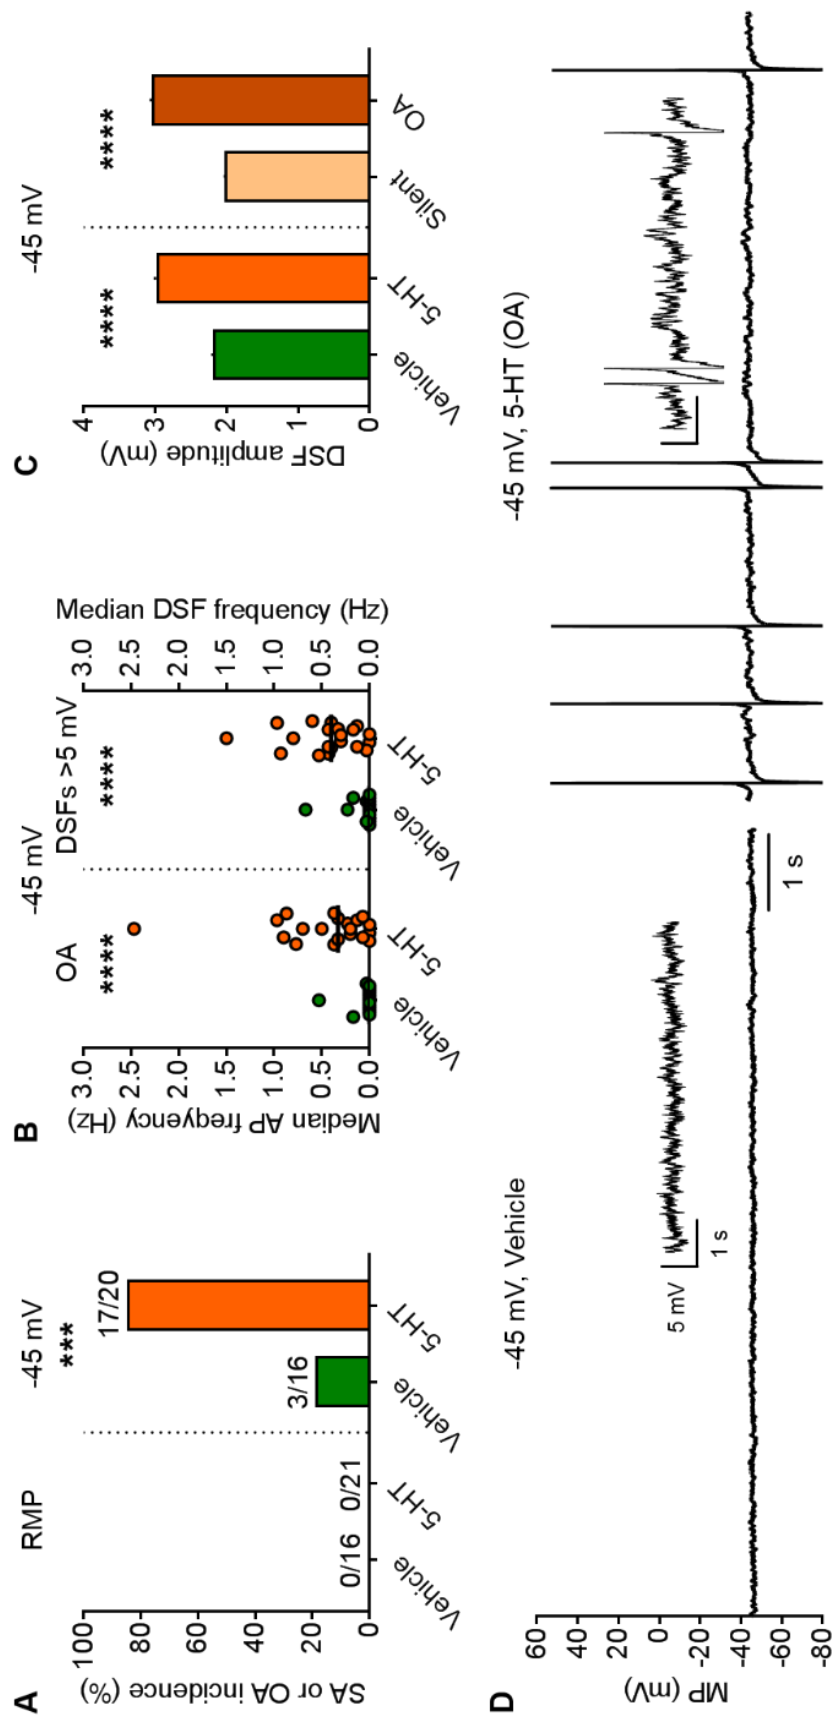 A
RMP
-45 mV
***
SA or OA incidence (%)
100
80
60
40
20
0
0/16
0/21
3/16
17/20
Vehicle
5-HT
Vehicle
5-HT
B
-45 mV
OA
DSFs >5 mV
****
****
Median AP freqyency (Hz)
3.0
2.5
2.0
1.5
1.0
0.5
0.0
Median DSF frequency (Hz)
3.0
2.5
2.0
1.5
1.0
0.5
0.0
Vehicle
5-HT
Vehicle
5-HT
C
-45 mV
****
****
DSF amplitude (mV)
4
3
2
1
0
Vehicle
5-HT
Silent
OA
D
-45 mV, Vehicle
-45 mV, 5-HT (OA)
MP (mV)
60
40
20
0
-20
-40
-60
-80
5 mV
1 s
1 s